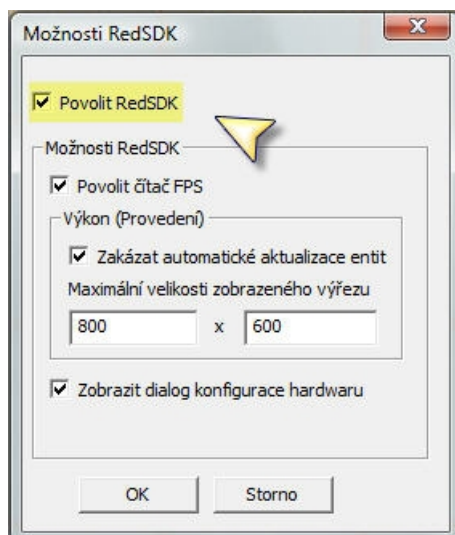 Možnosti RedSDK
Povolit RedSDK
Možnosti RedSDK
Povolit čítač FPS
Výkon (Provedení)
Zakázat automatické aktualizace entit
Maximální velikosti zobrazeného výřezu
800 x 600
Zobrazit dialog konfigurace hardwaru
OK Storno